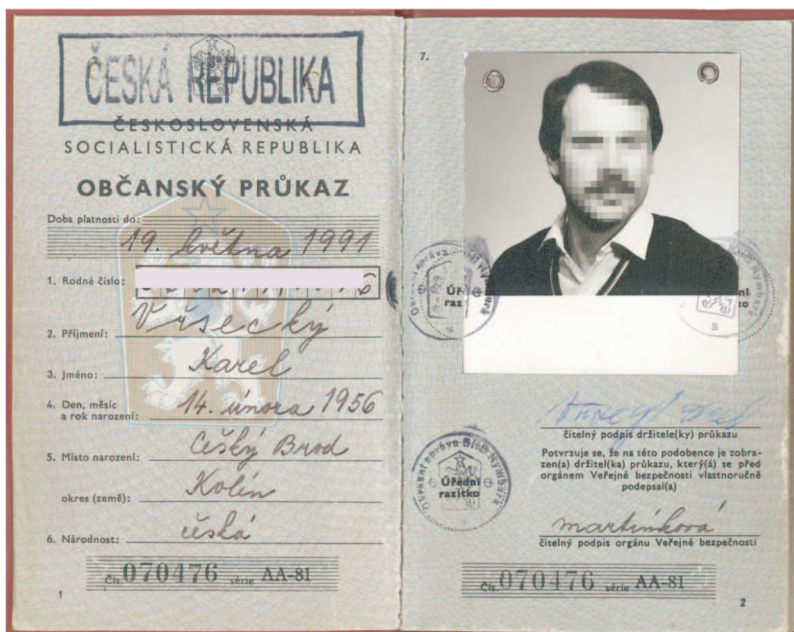 ČESKÁ REPUBLIKA
ČESKOSLOVENSKÁ
SOCIALISTICKÁ REPUBLIKA
OBČANSKÝ PRŮKAZ
Doba platnosti do:
19. května 1991
1. Rodné číslo:
2. Příjmení: Vřsecký
3. Jméno: Karel
4. Den, měsíc
a rok narození: 14. února 1956
5. Místo narození: Český Brod
okres (země): Kolín
6. Národnost: česká
Čís. 070476 série AA-81
1
7.
Úřední
razítko
čitelný podpis držitele(ky) průkazu
Potvrzuje se, že na této podobence je zobra-
zen(a) držitel(ka) průkazu, který(á) se před
orgánem Veřejné bezpečnosti vlastnoručně
podepsal(a)
Úřední
razítko
martínková
čitelný podpis orgánu Veřejné bezpečnosti
Čís. 070476 série AA-81
2